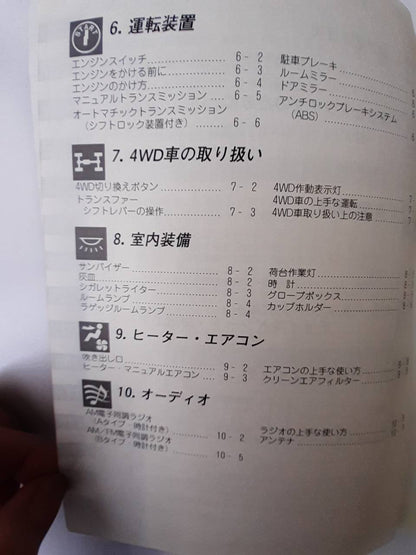 6. 運転装置
エンジンスイッチ 6- 2
エンジンをかける前に 6- 3
エンジンのかけ方 6- 4
マニュアルトランスミッション 6- 5
オートマチックトランスミッション
(シフトロック装置付き) 6- 6
駐車ブレーキ
ルームミラー 6
ドアミラー 6
アンチロックブレーキシステム
(ABS) 6
7. 4WD車の取り扱い
4WD切り換えボタン 7- 2
トランスファー
シフトレバーの操作 7- 3
4WD作動表示灯 7
4WD車の上手な運転 7
4WD車取り扱い上の注意 7
8. 室内装備
サンバイザー 8- 2
灰皿 8- 2
シガレットライター 8- 3
ルームランプ 8- 4
ラゲッジルームランプ 8- 4
荷台作業灯
時 計
グローブボックス
カップホルダー
9. ヒーター・エアコン
吹き出し口 9- 2
ヒーター・マニュアルエアコン 9- 3
エアコンの上手な使い方
クリーンエアフィルター
10. オーディオ
AM電子同調ラジオ
(Aタイプ 時計付き) 10- 2
AM/FM電子同調ラジオ
(Bタイプ 時計付き) 10- 5
ラジオの上手な使い方 10
アンテナ 10